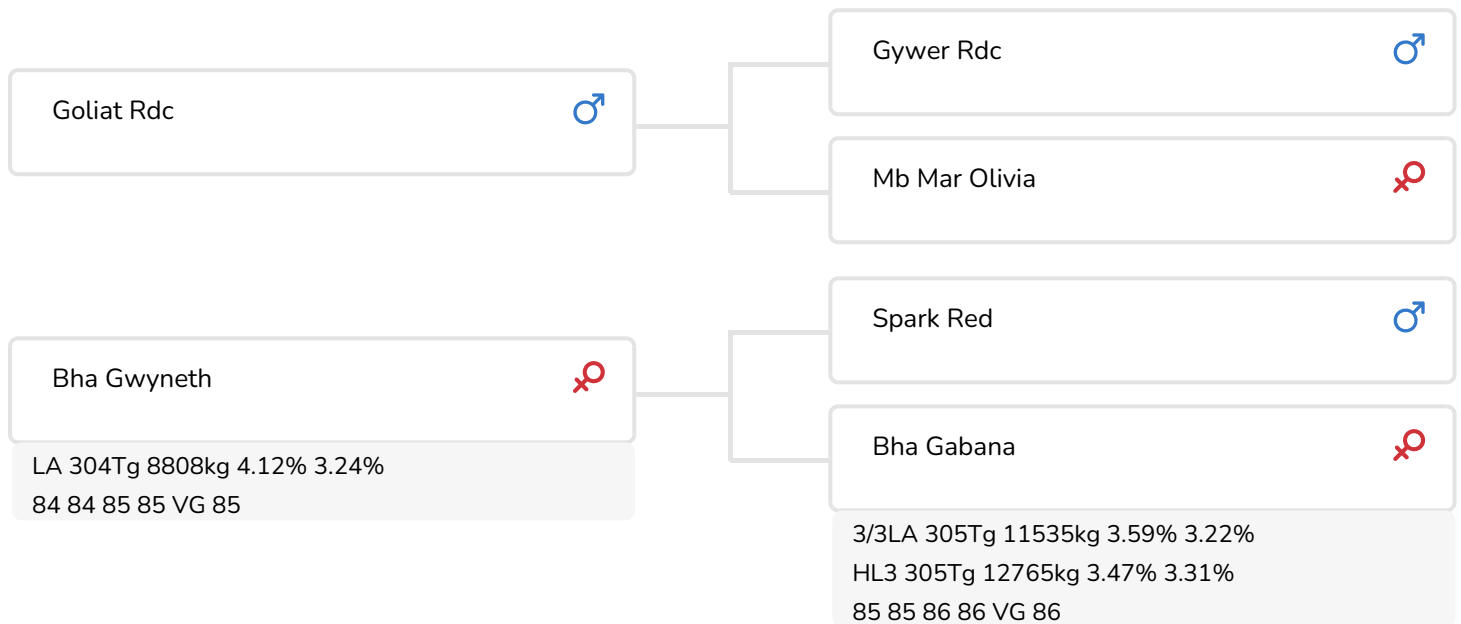 Goliat Rdc
Gywer Rdc
Mb Mar Olivia
Bha Gwyneth
LA 304Tg 8808kg 4.12% 3.24%
84 84 85 85 VG 85
Spark Red
Bha Gabana
3/3LA 305Tg 11535kg 3.59% 3.22%
HL3 305Tg 12765kg 3.47% 3.31%
85 85 86 86 VG 86